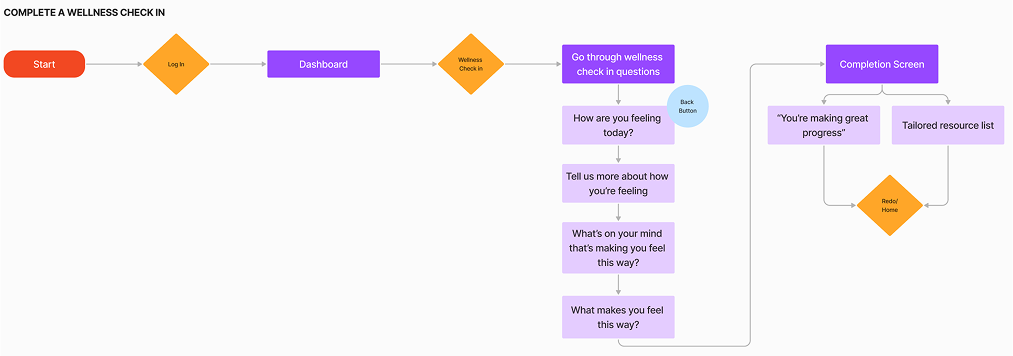 COMPLETE A WELLNESS CHECK IN
Start
Log In
Dashboard
Wellness
Check in
Go through wellness
check in questions
Back
Button
How are you feeling
today?
Tell us more about how
you’re feeling
What’s on your mind
that’s making you feel
this way?
What makes you feel
this way?
Completion Screen
“You’re making great
progress”
Tailored resource list
Redo/
Home